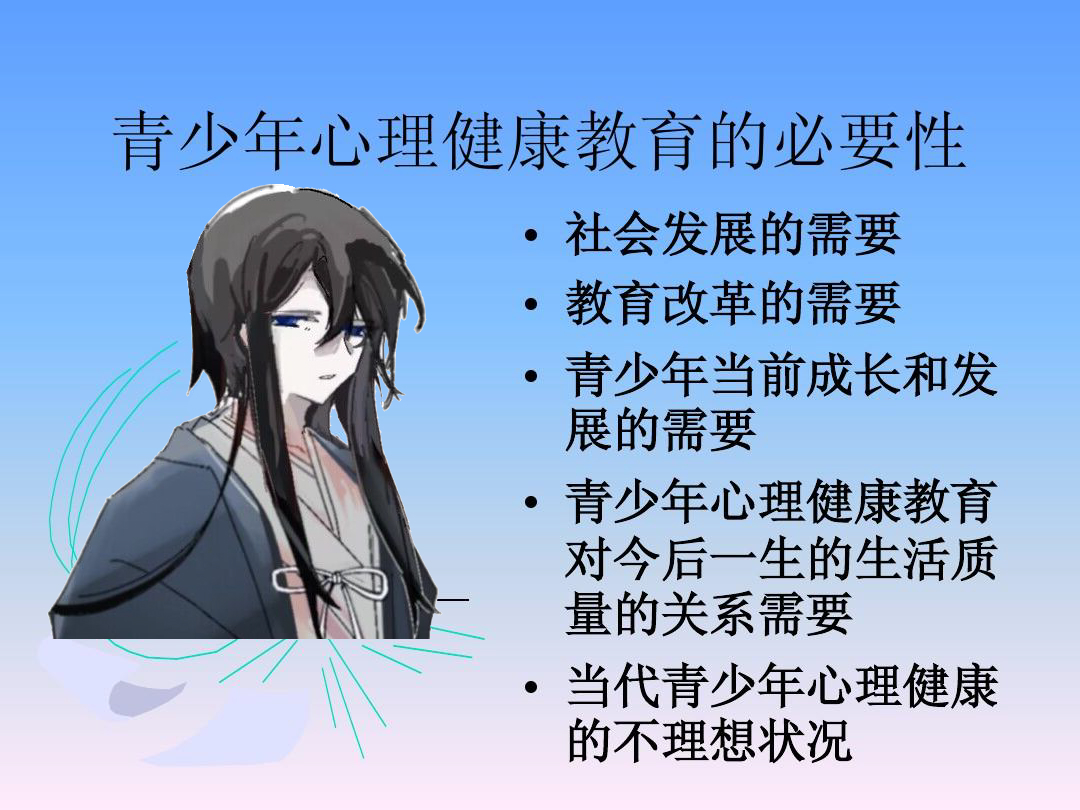 青少年心理健康教育的必要性
• 社会发展的需要
• 教育改革的需要
• 青少年当前成长和发
展的需要
• 青少年心理健康教育
对今后一生的生活质
量的关系需要
• 当代青少年心理健康
的不理想状况